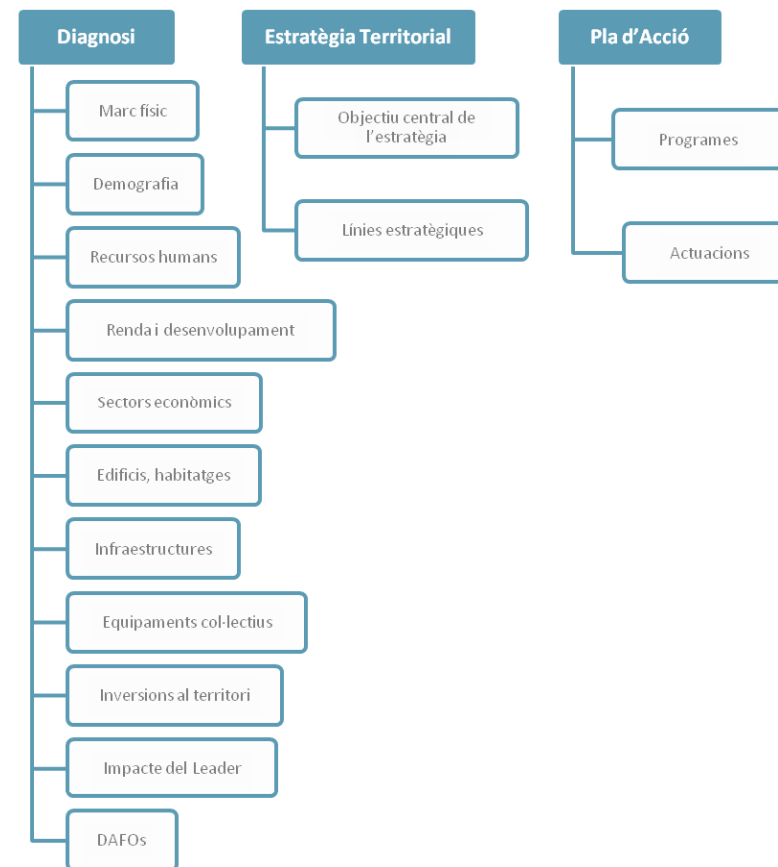 Diagnosi
Marc físic
Demografia
Recursos humans
Renda i desenvolupament
Sectors econòmics
Edificis, habitatges
Infraestructures
Equipaments col·lectius
Inversions al territori
Impacte del Leader
DAFOs
Estratègia Territorial
Objectiu central de
l'estratègia
Línies estratègiques
Pla d'Acció
Programes
Actuacions